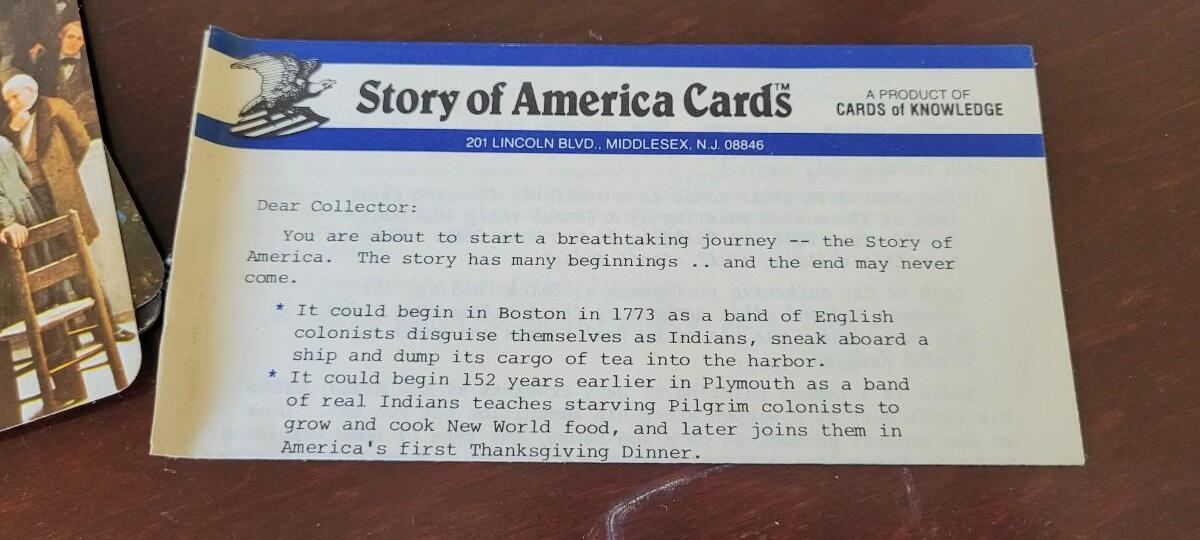 Story of America Cards™
A PRODUCT OF
CARDS of KNOWLEDGE
201 LINCOLN BLVD., MIDDLESEX, N.J. 08846
Dear Collector:
You are about to start a breathtaking journey -- the Story of
America. The story has many beginnings .. and the end may never
come.
* It could begin in Boston in 1773 as a band of English
colonists disguise themselves as Indians, sneak aboard a
ship and dump its cargo of tea into the harbor.
* It could begin 152 years earlier in Plymouth as a band
of real Indians teaches starving Pilgrim colonists to
grow and cook New World food, and later joins them in
America's first Thanksgiving Dinner.